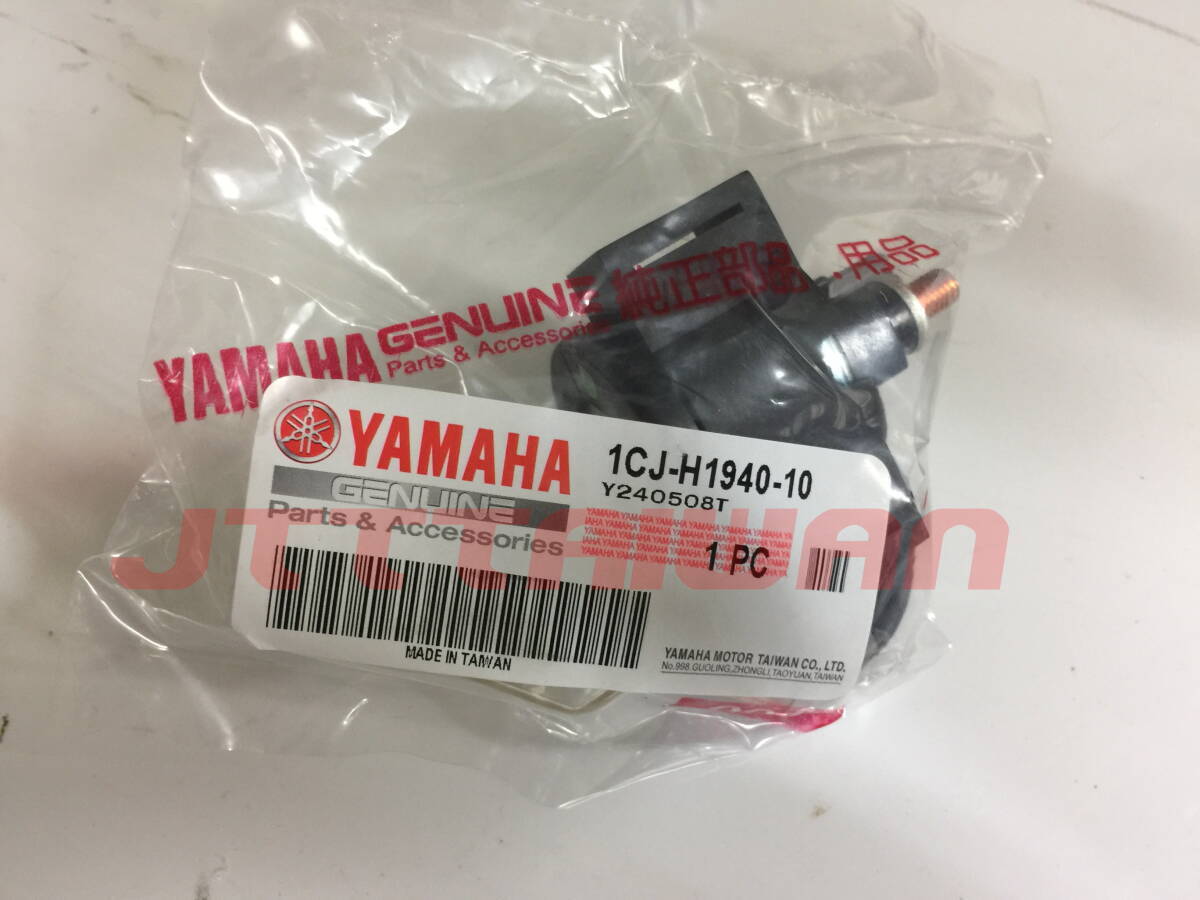 YAMAHA GENUINE 純正部品 用品
Parts & Accessories
YAMAHA
GENUINE
Parts & Accessories
1CJ-H1940-10
Y240508T
1 PC
MADE IN TAIWAN
YAMAHA MOTOR TAIWAN CO., LTD.
No.998.GUOLING,ZHONGLI,TAOYUAN,TAIWAN
JTT TAIWAN